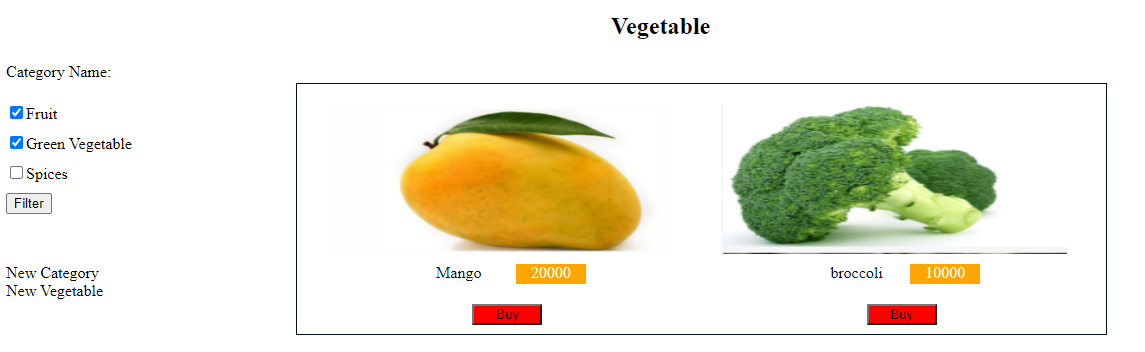 Vegetable
Category Name:
Fruit
Green Vegetable
Spices
Filter
New Category
New Vegetable
Mango 20000
broccoli 10000
Buy
Buy